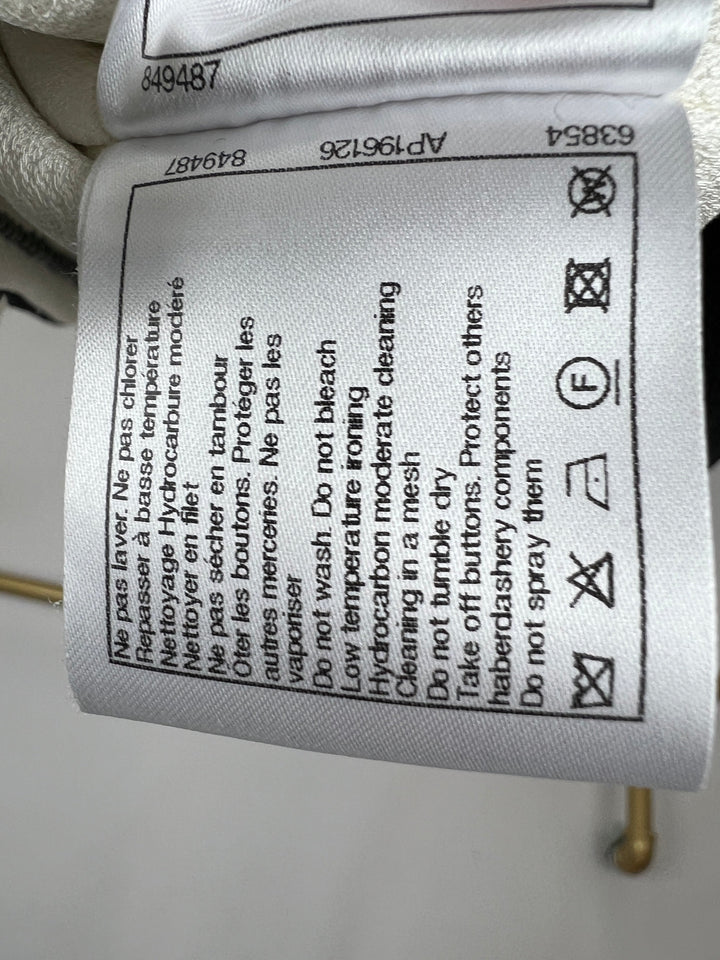 849487
849487 AP196126 63854
Ne pas laver. Ne pas chlorer
Repasser à basse temperature
Nettoyage Hydrocarbure modéré
Nettoyer en filet
Ne pas sécher en tambour
Oter les boutons. Protéger les
autres merceries. Ne pas les
vaporiser
Do not wash. Do not bleach
Low temperature ironing
Hydrocarbon moderate cleaning
Cleaning in a mesh
Do not tumble dry
Take off buttons. Protect others
haberdashery components
Do not spray them
F
W